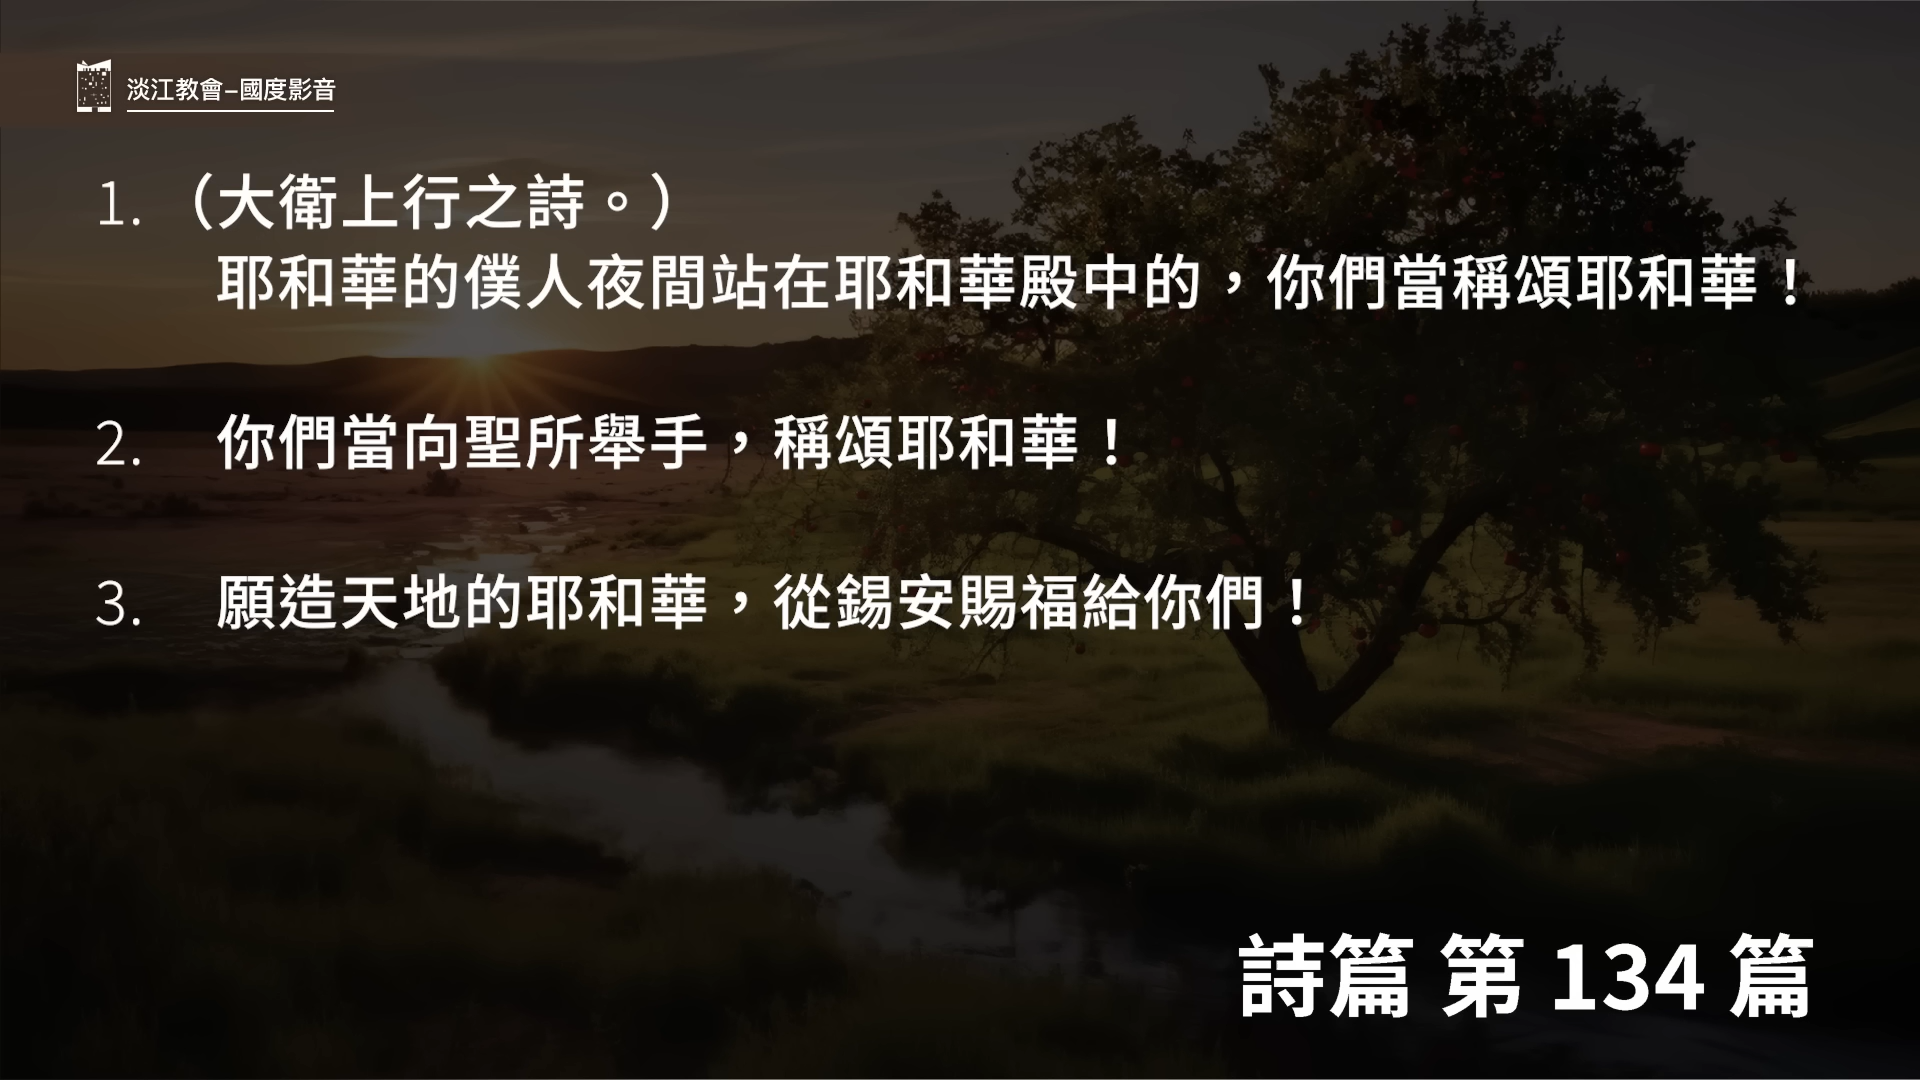 淡江教會–國度影音
1. （大衛上行之詩。）
耶和華的僕人夜間站在耶和華殿中的，你們當稱頌耶和華！
2. 你們當向聖所舉手，稱頌耶和華！
3. 願造天地的耶和華，從錫安賜福給你們！
詩篇 第 134 篇